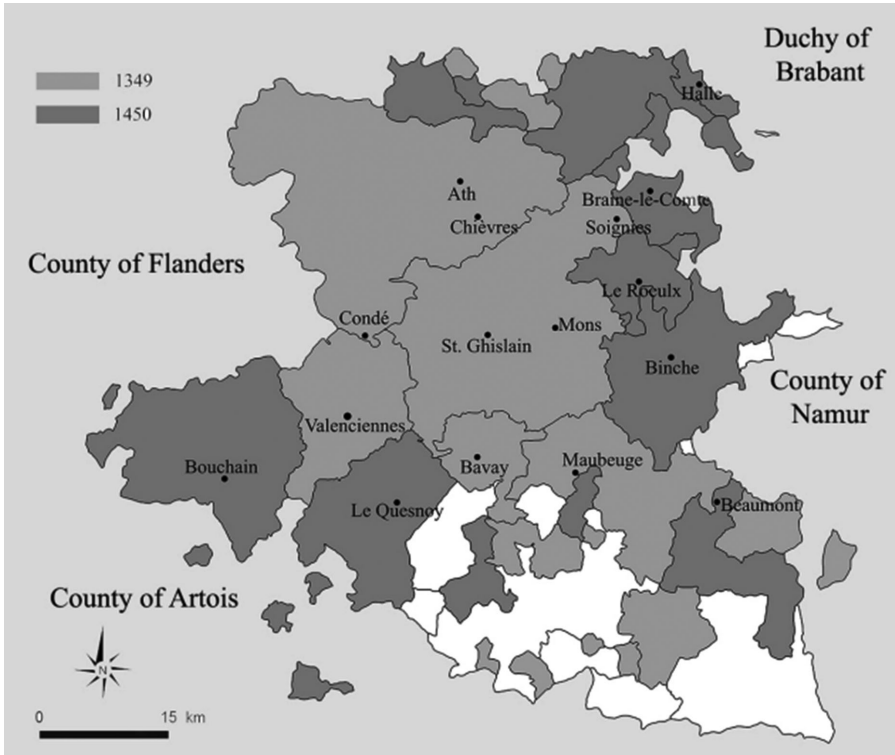 Duchy of
Brabant
1349
1450
Halle
Ath
Braine-le-Comte
Chièvres
Soignies
County of Flanders
Le Roeulx
Condé
Mons
St. Ghislain
Binche
County of
Namur
Valenciennes
Bouchain
Bavay
Maubeuge
Le Quesnoy
Beaumont
County of Artois
N
0 15 km